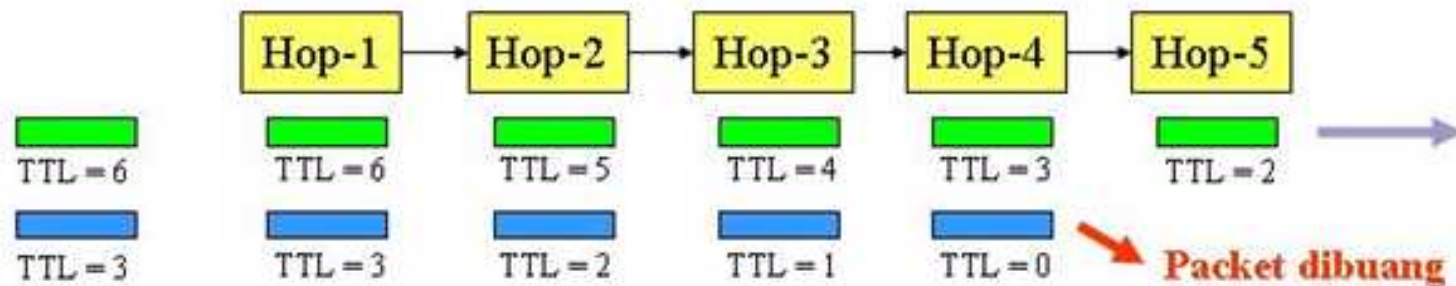 Hop-1 Hop-2 Hop-3 Hop-4 Hop-5
TTL = 6 TTL = 6 TTL = 5 TTL = 4 TTL = 3 TTL = 2
TTL = 3 TTL = 3 TTL = 2 TTL = 1 TTL = 0 Packet dibuang